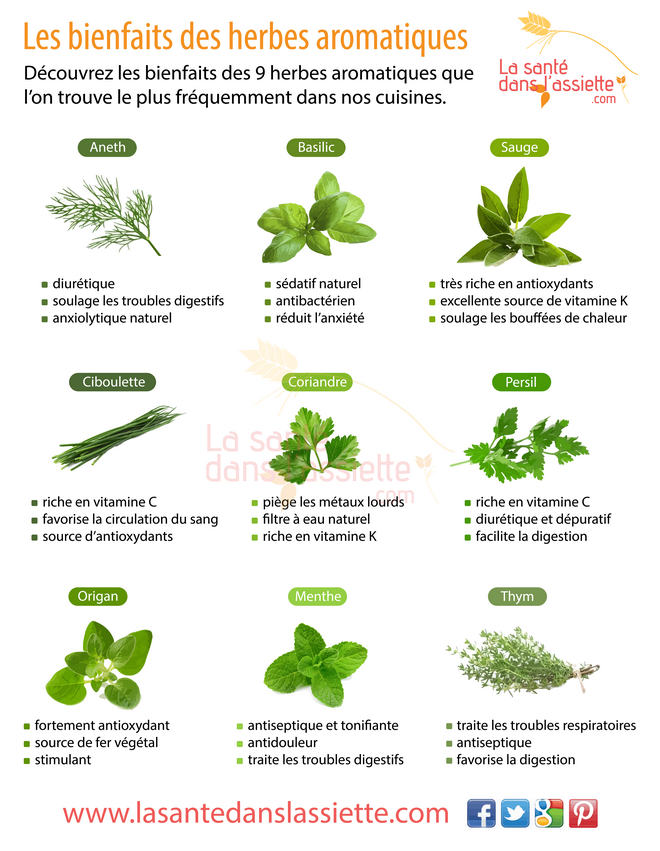 Les bienfaits des herbes aromatiques
Découvrez les bienfaits des 9 herbes aromatiques que
l'on trouve le plus fréquemment dans nos cuisines.
La santé
dans l'assiette
.com
Aneth
diurétique
soulage les troubles digestifs
anxiolytique naturel
Basilic
sédatif naturel
antibactérien
réduit l'anxiété
Sauge
très riche en antioxydants
excellente source de vitamine K
soulage les bouffées de chaleur
Ciboulette
riche en vitamine C
favorise la circulation du sang
source d'antioxydants
Coriandre
piège les métaux lourds
filtre à eau naturel
riche en vitamine K
Persil
riche en vitamine C
diurétique et dépuratif
facilite la digestion
La santé
dans l'assiette
.com
Origan
fortement antioxydant
source de fer végétal
stimulant
Menthe
antiseptique et tonifiante
antidouleur
traite les troubles digestifs
Thym
traite les troubles respiratoires
antiseptique
favorise la digestion
www.lasantedanslassiette.com